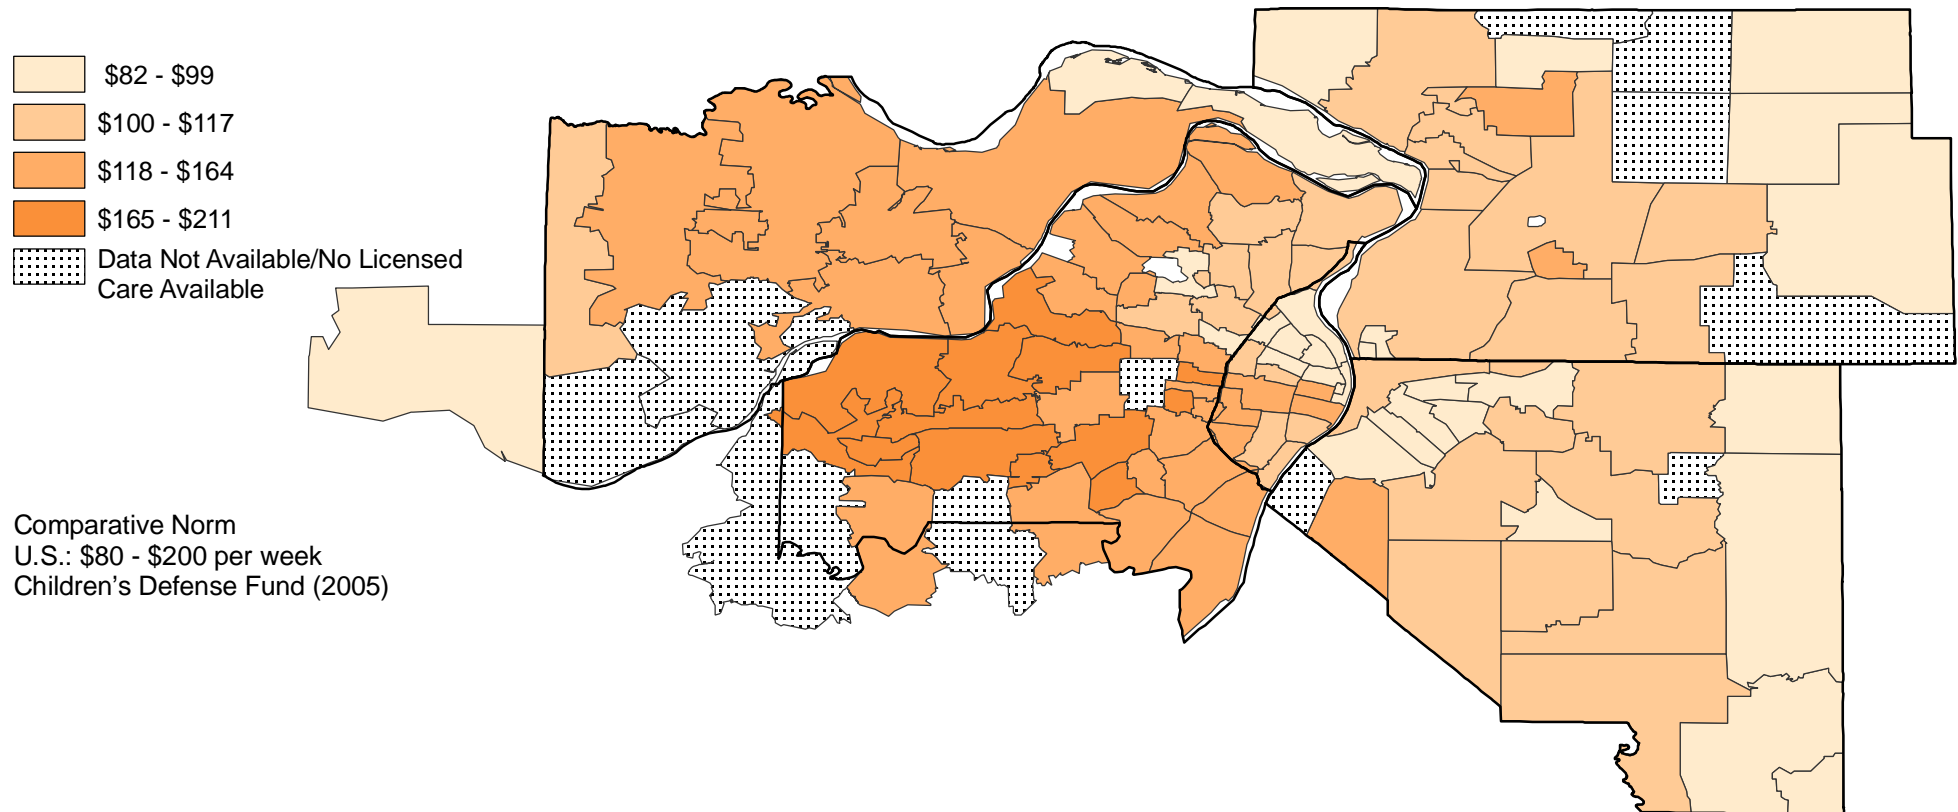 $82 - $99
$100 - $117
$118 - $164
$165 - $211
Data Not Available/No Licensed
Care Available
Comparative Norm
U.S.: $80 - $200 per week
Children’s Defense Fund (2005)